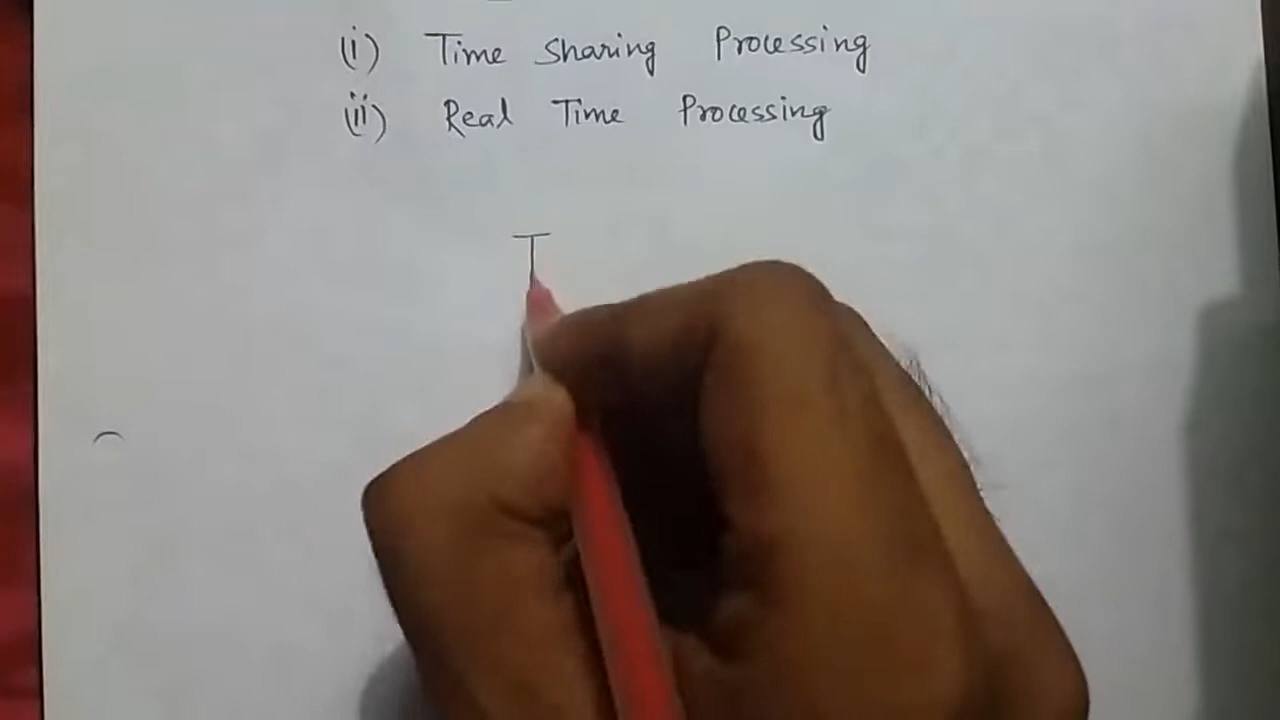 (i) Time Sharing Processing
(ii) Real Time Processing
T